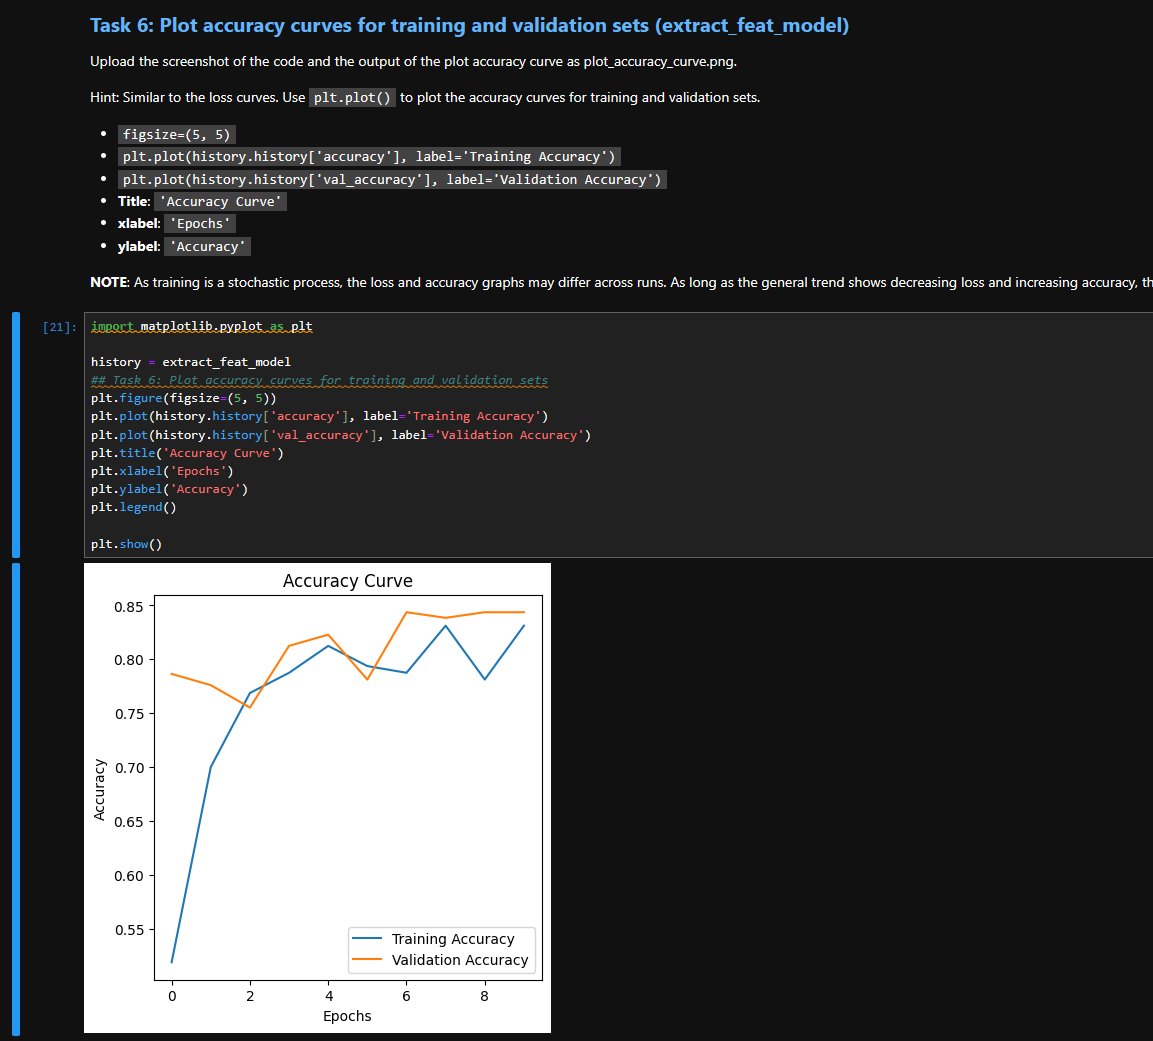 Task 6: Plot accuracy curves for training and validation sets (extract_feat_model)
Upload the screenshot of the code and the output of the plot accuracy curve as plot_accuracy_curve.png.
Hint: Similar to the loss curves. Use plt.plot() to plot the accuracy curves for training and validation sets.
figsize=(5, 5)
plt.plot(history.history['accuracy'], label='Training Accuracy')
plt.plot(history.history['val_accuracy'], label='Validation Accuracy')
Title: 'Accuracy Curve'
xlabel: 'Epochs'
ylabel: 'Accuracy'
NOTE: As training is a stochastic process, the loss and accuracy graphs may differ across runs. As long as the general trend shows decreasing loss and increasing accuracy, th
[21]:
import matplotlib.pyplot as plt
history = extract_feat_model
## Task 6: Plot accuracy curves for training and validation sets
plt.figure(figsize=(5, 5))
plt.plot(history.history['accuracy'], label='Training Accuracy')
plt.plot(history.history['val_accuracy'], label='Validation Accuracy')
plt.title('Accuracy Curve')
plt.xlabel('Epochs')
plt.ylabel('Accuracy')
plt.legend()
plt.show()
Accuracy Curve
0.85
0.80
0.75
0.70
0.65
0.60
0.55
Accuracy
Training Accuracy
Validation Accuracy
0 2 4 6 8
Epochs